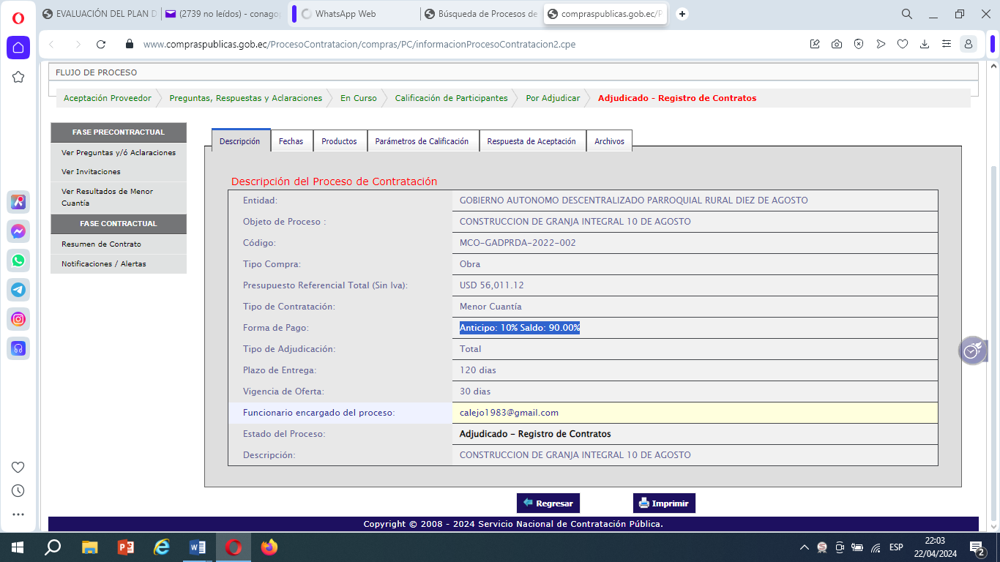 EVALUACIÓN DEL PLAN D
(2739 no leídos) - conago
WhatsApp Web
Búsqueda de Procesos de
compraspublicas.gob.ec/P
www.compraspublicas.gob.ec/ProcesoContratacion/compras/PC/informacionProcesoContratacion2.cpe
FLUJO DE PROCESO
Aceptación Proveedor
Preguntas, Respuestas y Aclaraciones
En Curso
Calificación de Participantes
Por Adjudicar
Adjudicado - Registro de Contratos
FASE PRECONTRACTUAL
Ver Preguntas y/ó Aclaraciones
Ver Invitaciones
Ver Resultados de Menor
Cuantía
FASE CONTRACTUAL
Resumen de Contrato
Notificaciones / Alertas
Descripción
Fechas
Productos
Parámetros de Calificación
Respuesta de Aceptación
Archivos
Descripción del Proceso de Contratación
Entidad: GOBIERNO AUTONOMO DESCENTRALIZADO PARROQUIAL RURAL DIEZ DE AGOSTO
Objeto de Proceso : CONSTRUCCION DE GRANJA INTEGRAL 10 DE AGOSTO
Código: MCO-GADPRDA-2022-002
Tipo Compra: Obra
Presupuesto Referencial Total (Sin Iva): USD 56,011.12
Tipo de Contratación: Menor Cuantía
Forma de Pago: Anticipo: 10% Saldo: 90.00%
Tipo de Adjudicación: Total
Plazo de Entrega: 120 dias
Vigencia de Oferta: 30 dias
Funcionario encargado del proceso: calejo1983@gmail.com
Estado del Proceso: Adjudicado - Registro de Contratos
Descripción: CONSTRUCCION DE GRANJA INTEGRAL 10 DE AGOSTO
Regresar
Imprimir
Copyright © 2008 - 2024 Servicio Nacional de Contratación Pública.
ESP
22:03
22/04/2024
2